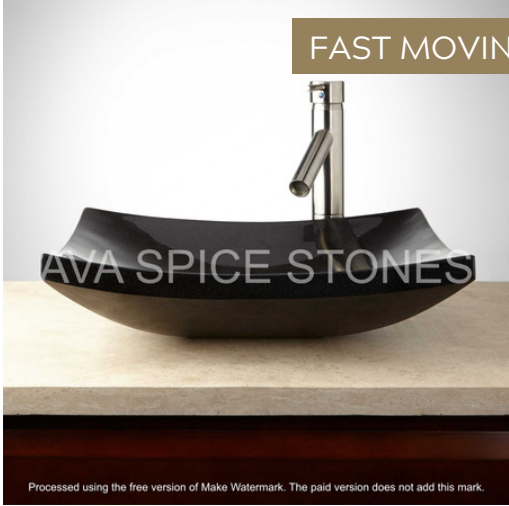 FAST MOVIN
AVA SPICE STONES
Processed using the free version of Make Watermark. The paid version does not add this mark.